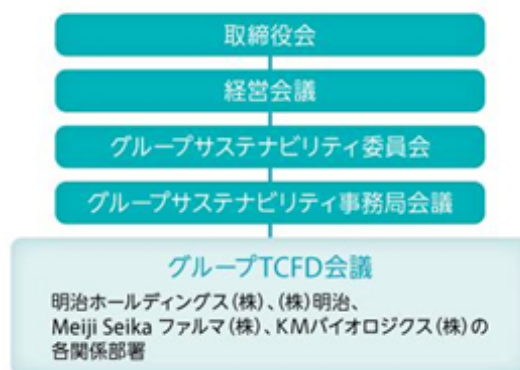 取締役会
経営会議
グループサステナビリティ委員会
グループサステナビリティ事務局会議
グループTCFD会議
明治ホールディングス(株)、(株)明治、
Meiji Seika ファルマ(株)、KMバイオロジクス(株)の
各関係部署